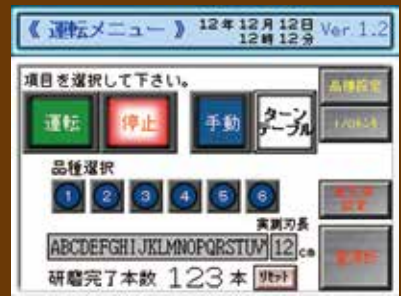 《 運転メニュー 》 12年12月12日 Ver.1.2
12時12分
項目を選択して下さい。
運転 停止 手動 ターン
テーブル
品種設定
品種選択
1 2 3 4 5 6
実測刃長
ABCDEFGHIJKLMNOPQRSTUV 12 cm
研磨完了本数 123 本 リセット